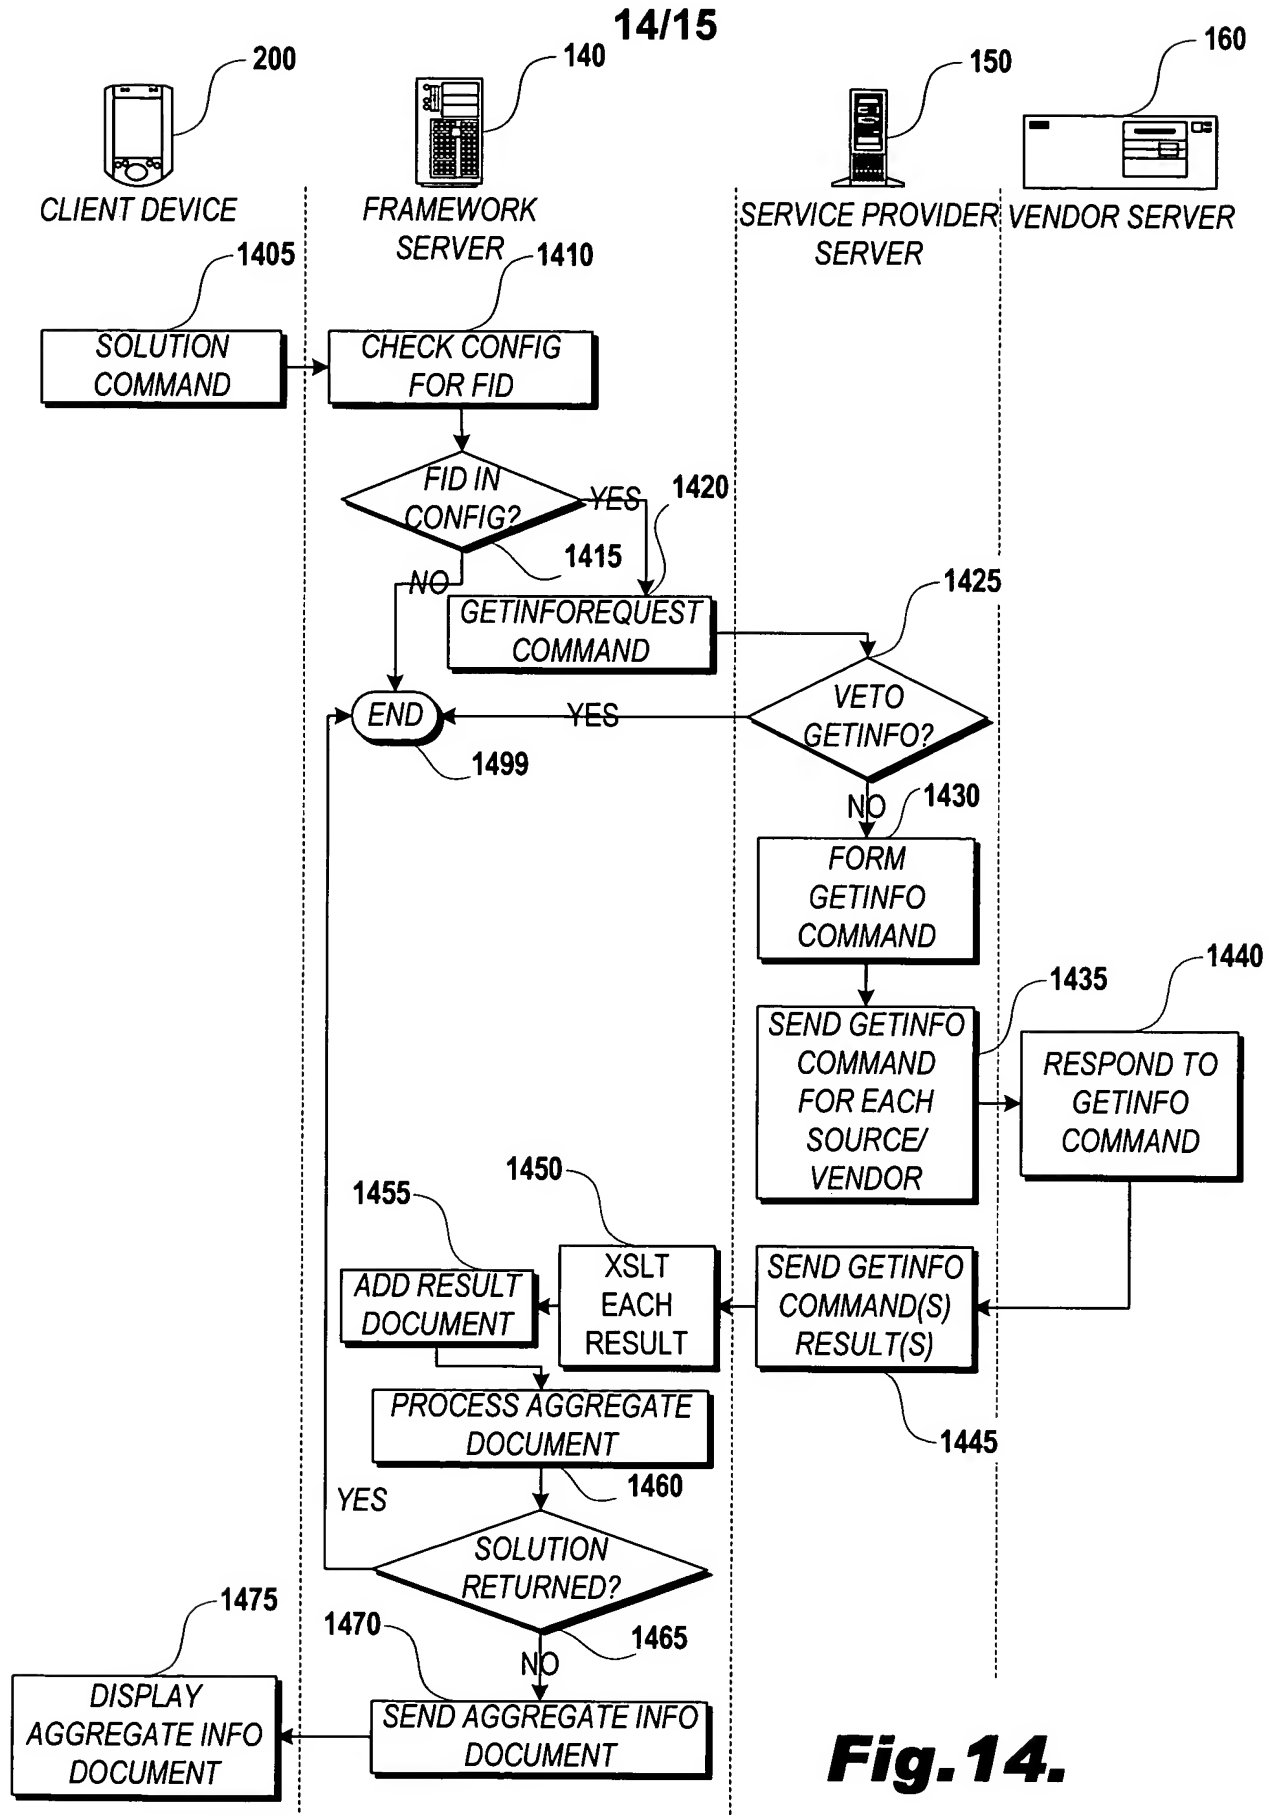 14/15
200
140
150
160
CLIENT DEVICE
FRAMEWORK
SERVER
SERVICE PROVIDER
SERVER
VENDOR SERVER
1405
1410
SOLUTION
COMMAND
CHECK CONFIG
FOR FID
FID IN
CONFIG?
YES
1420
1415
NO
GETINFOREQUEST
COMMAND
1425
VETO
GETINFO?
YES
END
1499
NO
1430
FORM
GETINFO
COMMAND
1435
1440
SEND GETINFO
COMMAND
FOR EACH
SOURCE/
VENDOR
RESPOND TO
GETINFO
COMMAND
1450
1455
ADD RESULT
DOCUMENT
XSLT
EACH
RESULT
SEND GETINFO
COMMAND(S)
RESULT(S)
1445
PROCESS AGGREGATE
DOCUMENT
1460
YES
SOLUTION
RETURNED?
1465
1475
1470
NO
DISPLAY
AGGREGATE INFO
DOCUMENT
SEND AGGREGATE INFO
DOCUMENT
Fig.14.